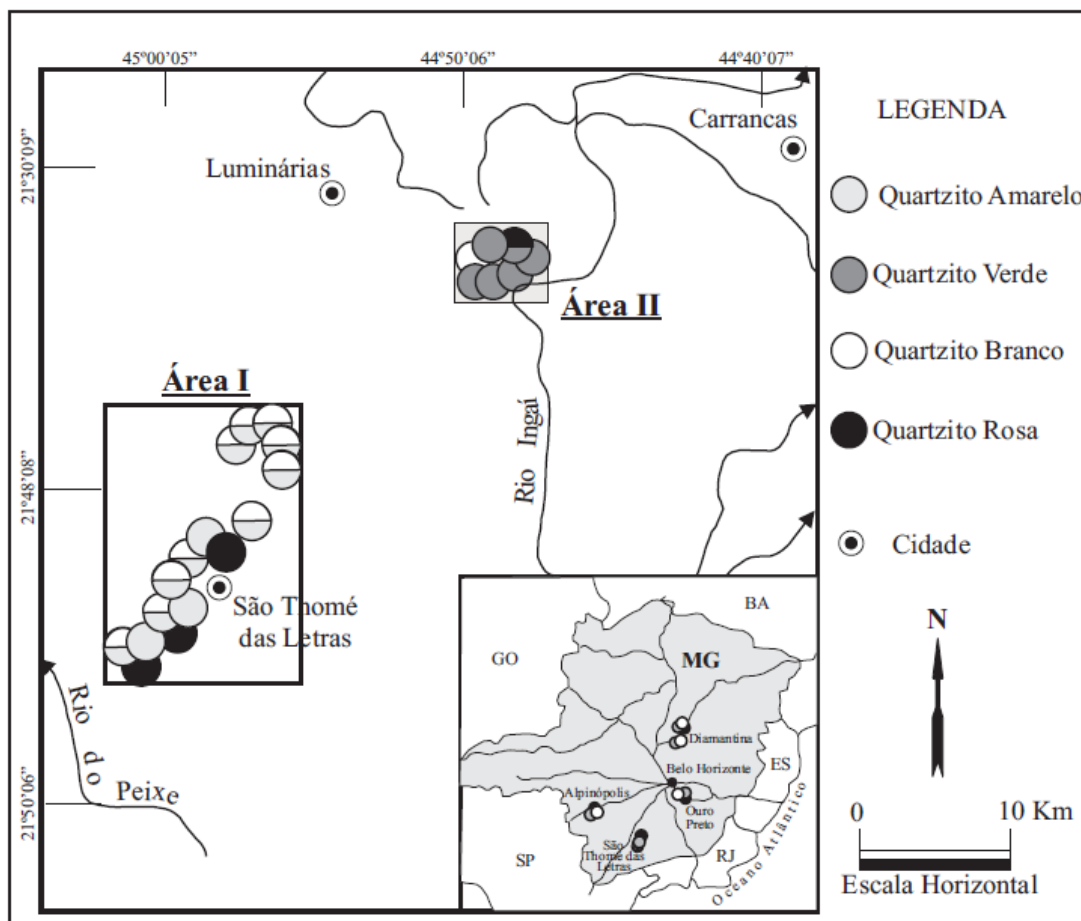 45°00'05”
44°50'06”
44°40'07”
21°30'09”
21°48'08”
21°50'06”
Luminárias
Carrancas
Área II
Área I
Rio Ingaí
São Thomé
das Letras
Rio do
Peixe
LEGENDA
Quartzito Amarelo
Quartzito Verde
Quartzito Branco
Quartzito Rosa
Cidade
N
0
10 Km
Escala Horizontal
BA
GO
MG
Diamantina
Belo Horizonte
ES
Alpinópolis
Ouro
Preto
São
Thomé das
Letras
SP
RJ
Oceano Atlântico